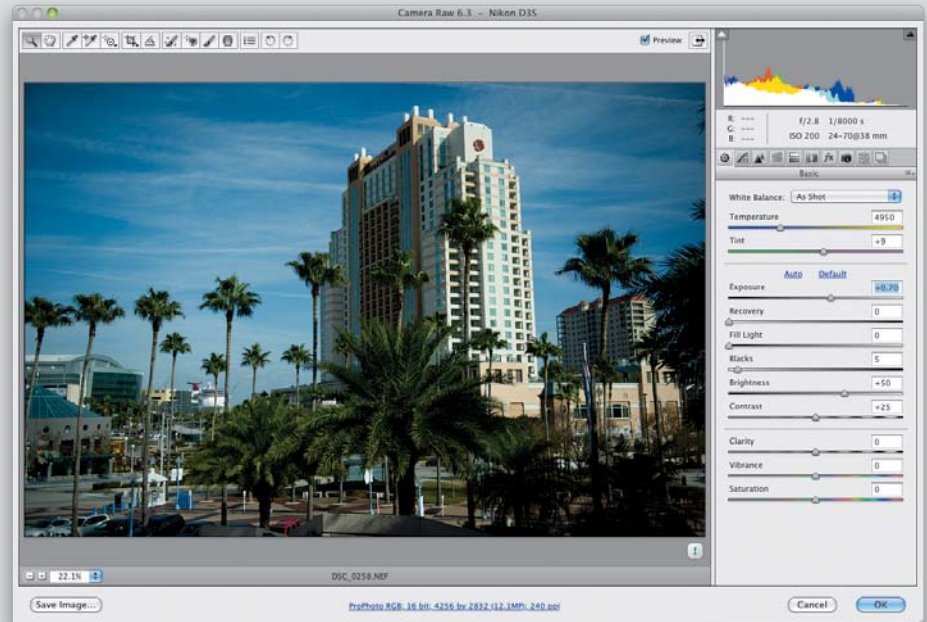 Camera Raw 6.3 – Nikon D3S
Preview
R: ---
G: ---
B: ---
f/2.8 1/8000 s
ISO 200 24-70@38 mm
Basic
White Balance: As Shot
Temperature 4950
Tint +9
Auto Default
Exposure +0.70
Recovery 0
Fill Light 0
Blacks 5
Brightness +50
Contrast +25
Clarity 0
Vibrance 0
Saturation 0
22.1% DSC_0258.NEF
Save Image... ProPhoto RGB; 16 bit; 4256 by 2832 (12.1MP); 240 ppi Cancel OK